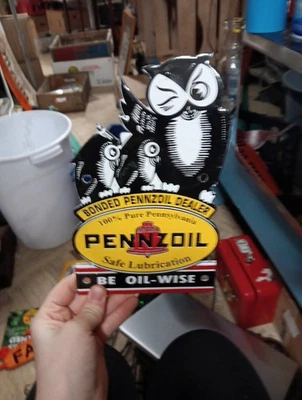 BONDED PENNZOIL DEALER
100% Pure Pennsylvania
PENNZOIL
Safe Lubrication
BE OIL-WISE